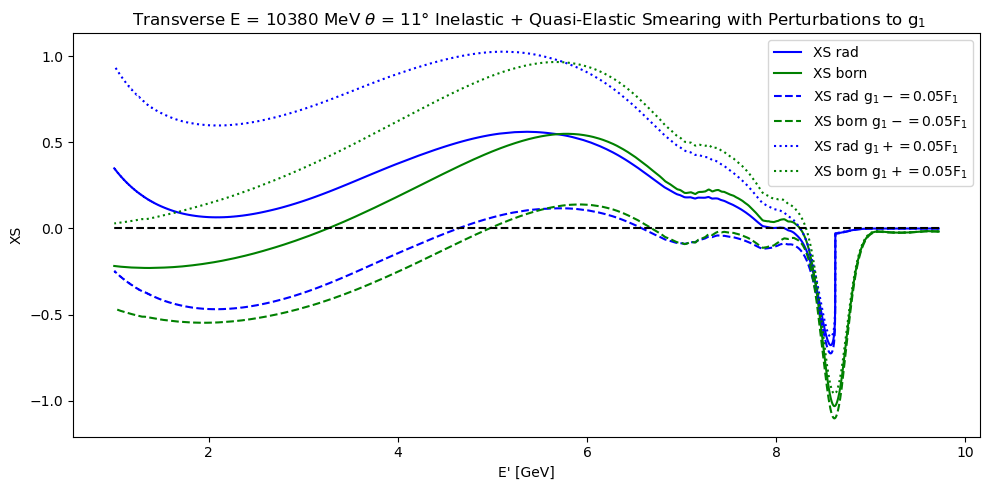 Transverse E = 10380 MeV θ = 11° Inelastic + Quasi-Elastic Smearing with Perturbations to g₁
XS rad
XS born
XS rad g₁− = 0.05F₁
XS born g₁− = 0.05F₁
XS rad g₁+ = 0.05F₁
XS born g₁+ = 0.05F₁
1.0
0.5
0.0
−0.5
−1.0
XS
2 4 6 8 10
E' [GeV]